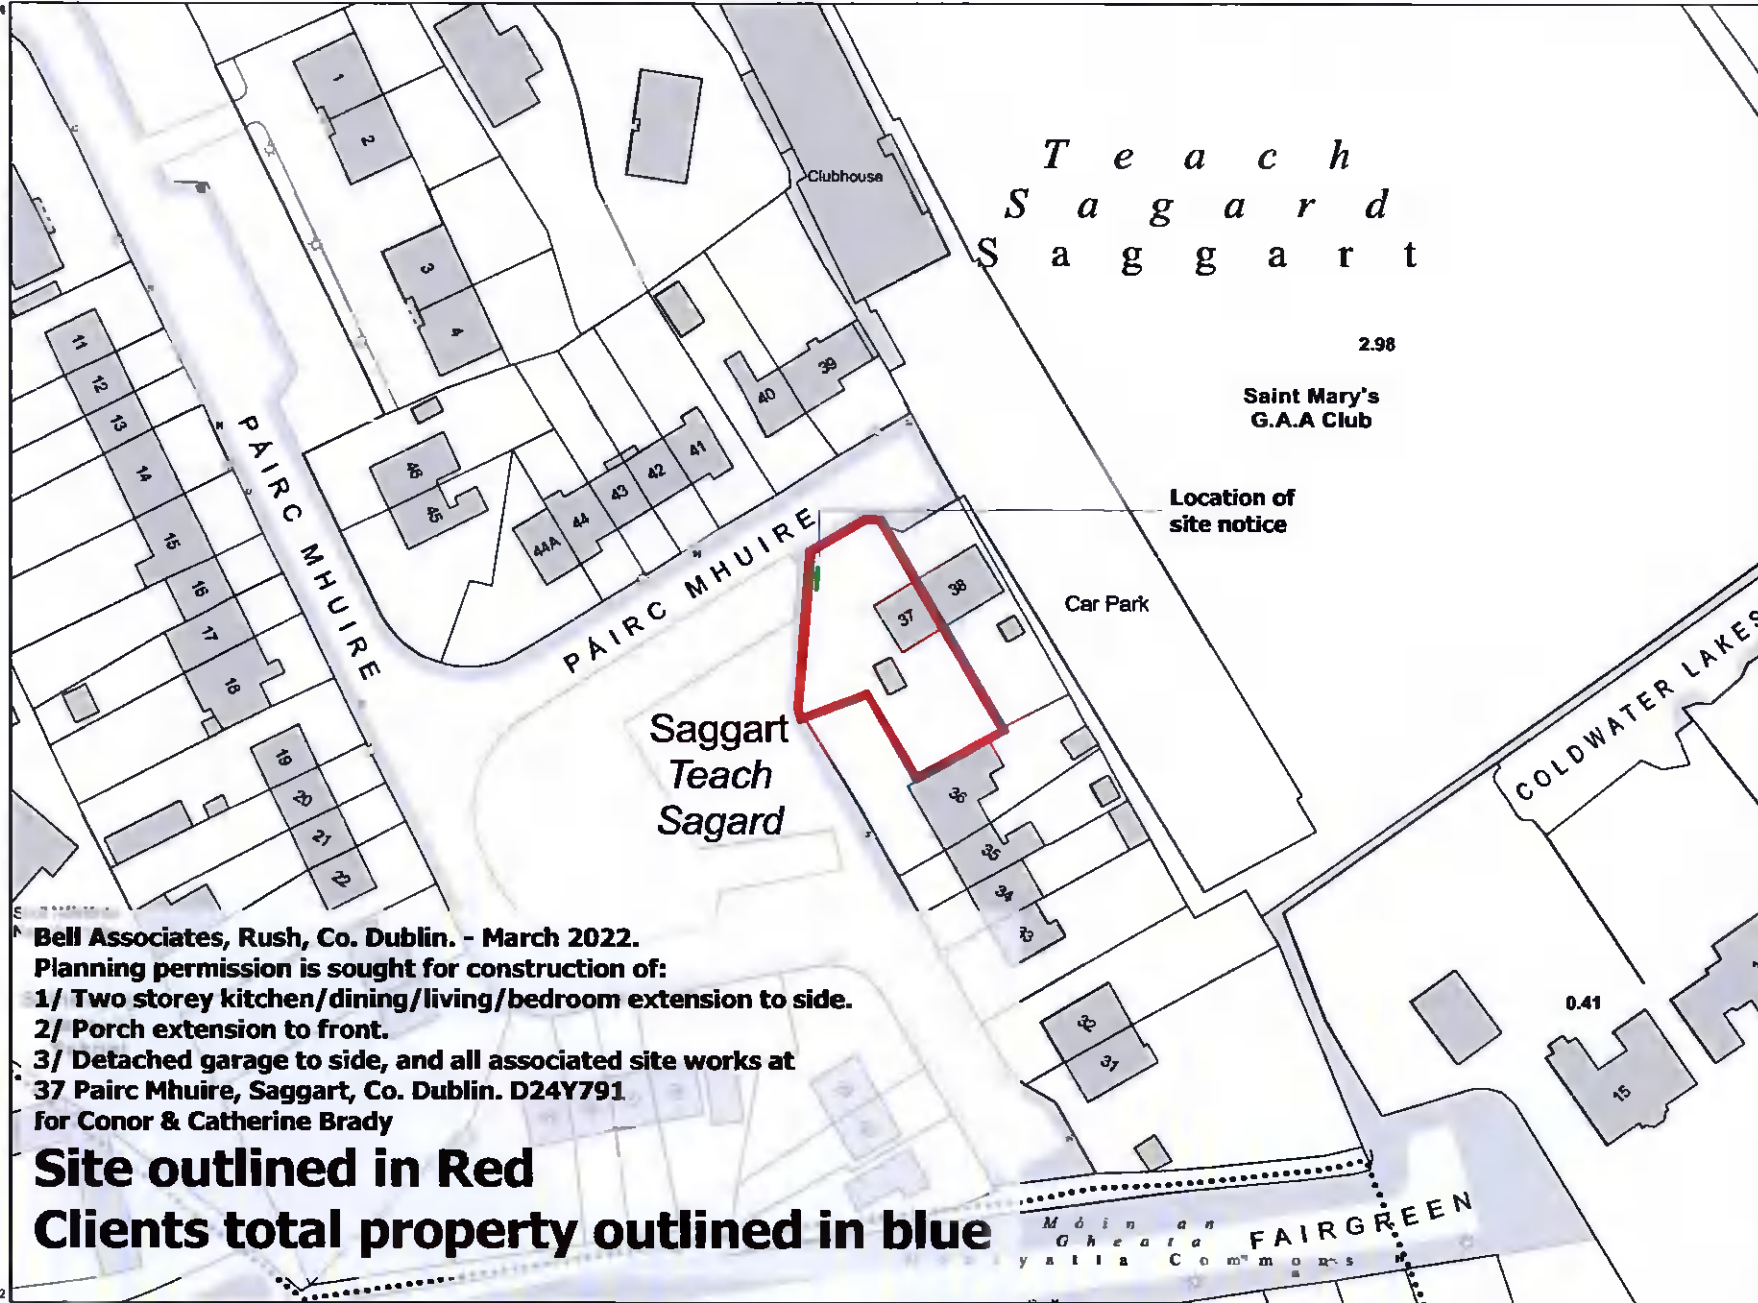 1
2
Clubhouse
T e a c h
S a g a r d
S a g g a r t
3
4
11
12
13
14
15
16
17
18
39
40
2.98
Saint Mary's
G.A.A Club
PÁIRC MHUIRE
46
45
41
42
43
44
44A
Location of
site notice
PÁIRC MHUIRE
38
37
Car Park
COLDWATER LAKES
Saggart
Teach
Sagard
19
20
21
22
36
35
34
33
32
31
0.41
15
Bell Associates, Rush, Co. Dublin. - March 2022.
Planning permission is sought for construction of:
1/ Two storey kitchen/dining/living/bedroom extension to side.
2/ Porch extension to front.
3/ Detached garage to side, and all associated site works at
37 Pairc Mhuire, Saggart, Co. Dublin. D24Y791
for Conor & Catherine Brady
Site outlined in Red
Clients total property outlined in blue
Móin an
Gheata
Commons
FAIRGREEN